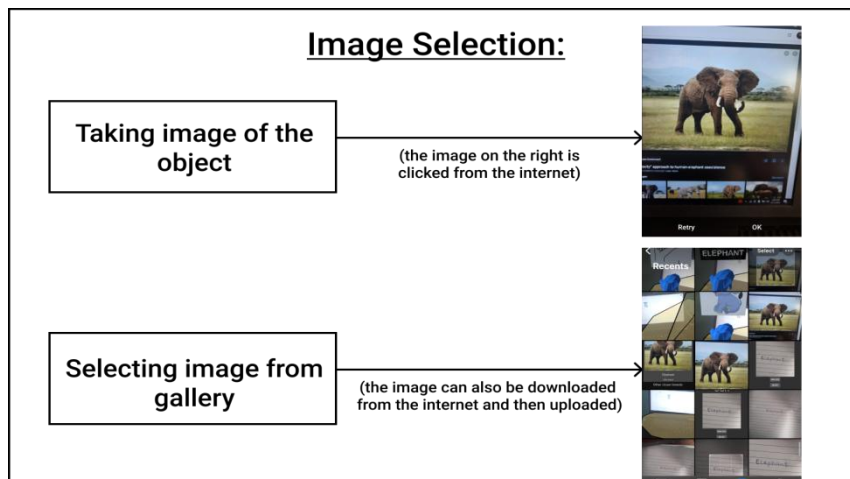 Image Selection:
Taking image of the
object
(the image on the right is
clicked from the internet)
Retry
OK
Selecting image from
gallery
(the image can also be downloaded
from the internet and then uploaded)
Recents
ELEPHANT
Select